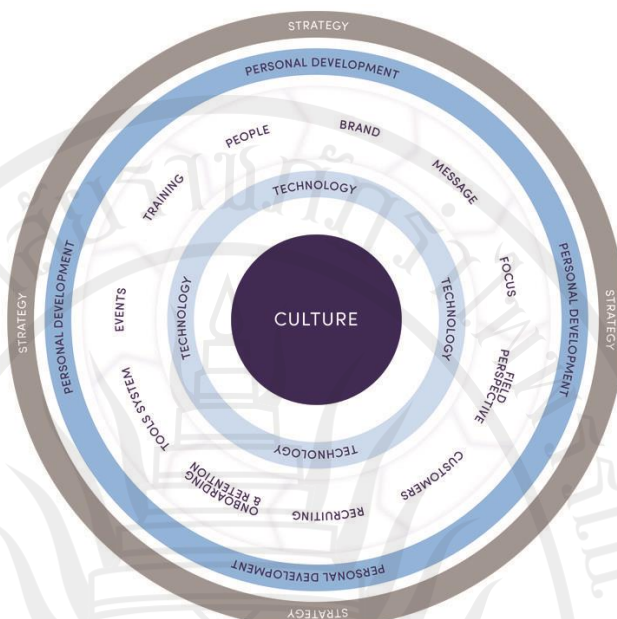 STRATEGY
PERSONAL DEVELOPMENT
BRAND
PEOPLE
MESSAGE
TECHNOLOGY
TRAINING
FOCUS
PERSONAL DEVELOPMENT
PERSONAL DEVELOPMENT
STRATEGY
STRATEGY
EVENTS
TECHNOLOGY
CULTURE
TECHNOLOGY
FIELD
PERSPECTIVE
TOOLS SYSTEM
TECHNOLOGY
CUSTOMERS
ONBOARDING
& RETENTION
RECRUITING
PERSONAL DEVELOPMENT
STRATEGY